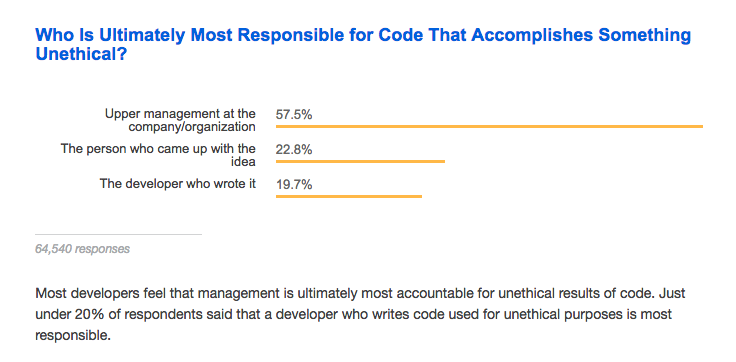 Who Is Ultimately Most Responsible for Code That Accomplishes Something
Unethical?
Upper management at the
company/organization
57.5%
The person who came up with the
idea
22.8%
The developer who wrote it
19.7%
64,540 responses
Most developers feel that management is ultimately most accountable for unethical results of code. Just
under 20% of respondents said that a developer who writes code used for unethical purposes is most
responsible.